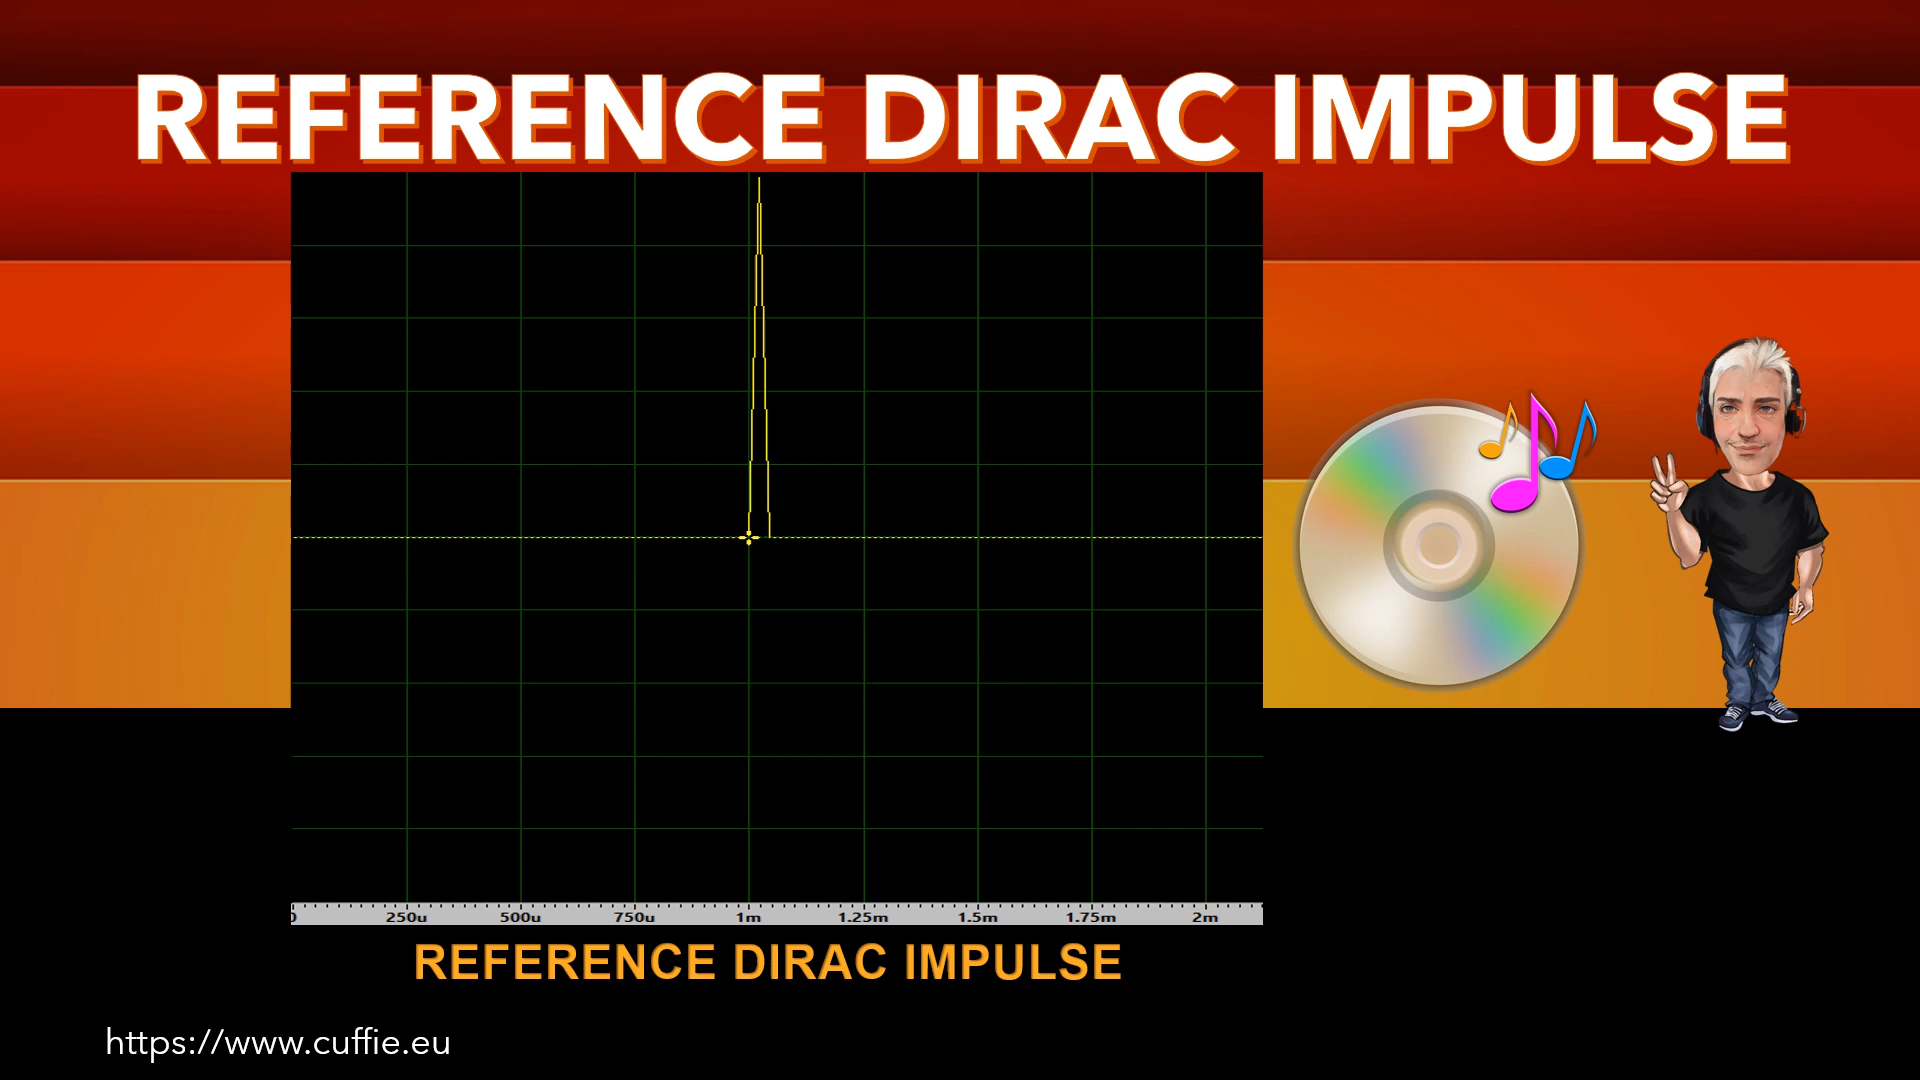 REFERENCE DIRAC IMPULSE
0 250u 500u 750u 1m 1.25m 1.5m 1.75m 2m
REFERENCE DIRAC IMPULSE
https://www.cuffie.eu